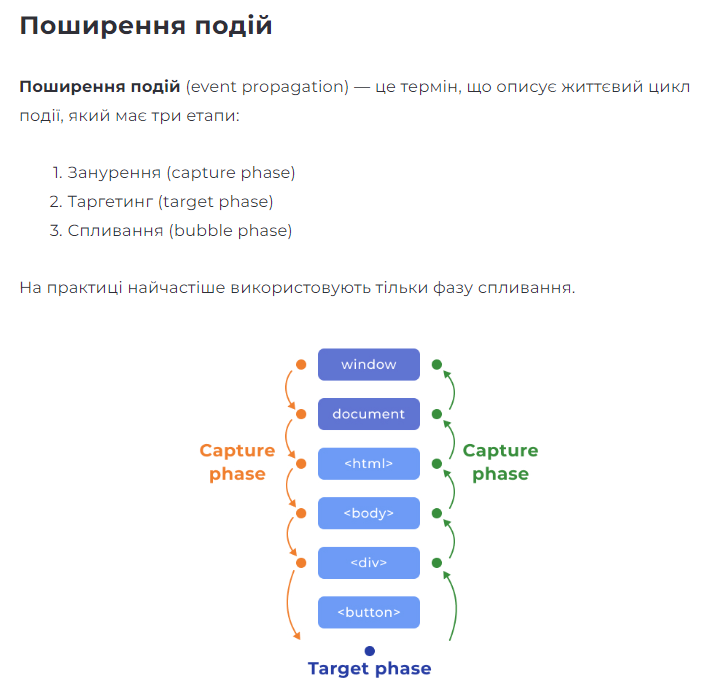 Поширення подій
Поширення подій (event propagation) — це термін, що описує життєвий цикл
події, який має три етапи:
1. Занурення (capture phase)
2. Таргетинг (target phase)
3. Спливання (bubble phase)
На практиці найчастіше використовують тільки фазу спливання.
window
document
Capture
phase
<html>
Capture
phase
<body>
<div>
<button>
Target phase